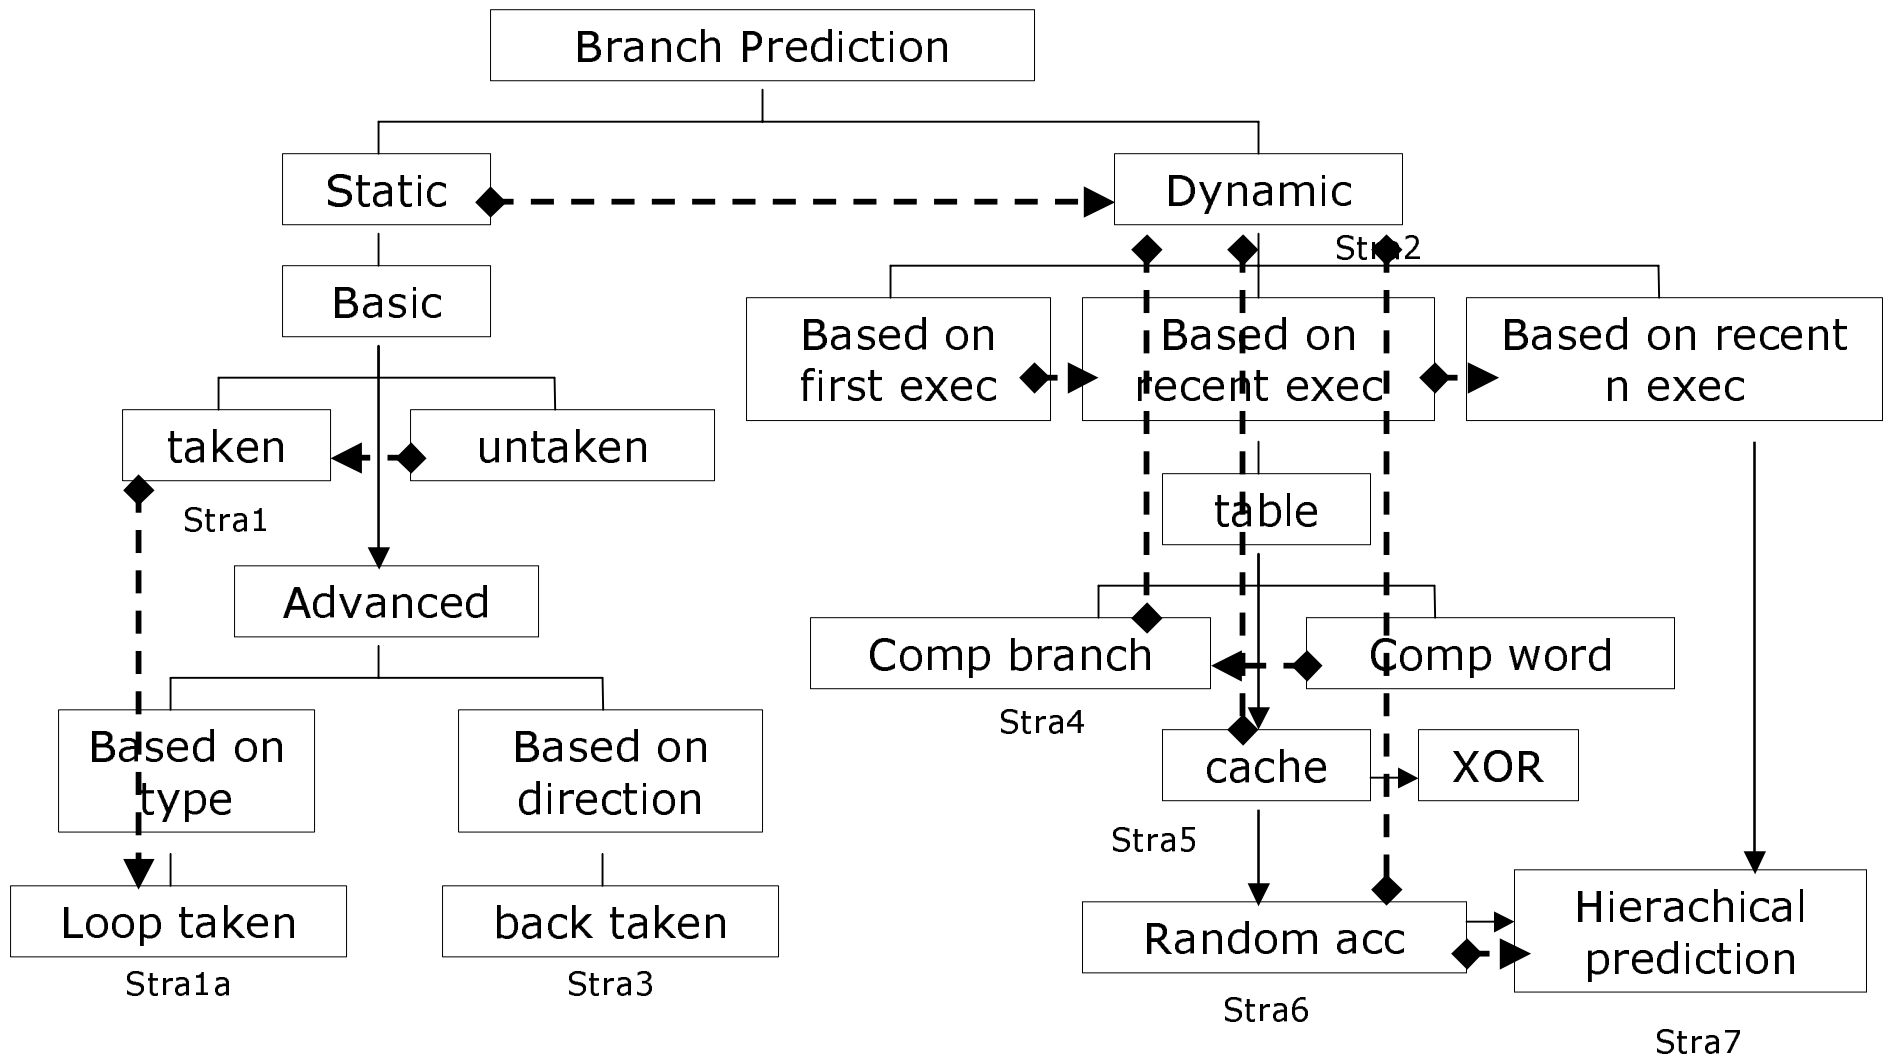 Branch Prediction
Static
Dynamic
Stra2
Basic
Based on
first exec
Based on
recent exec
Based on recent
n exec
taken
untaken
Stra1
table
Advanced
Comp branch
Comp word
Stra4
Based on
type
Based on
direction
cache
XOR
Stra5
Loop taken
back taken
Random acc
Hierachical
prediction
Stra1a
Stra3
Stra6
Stra7